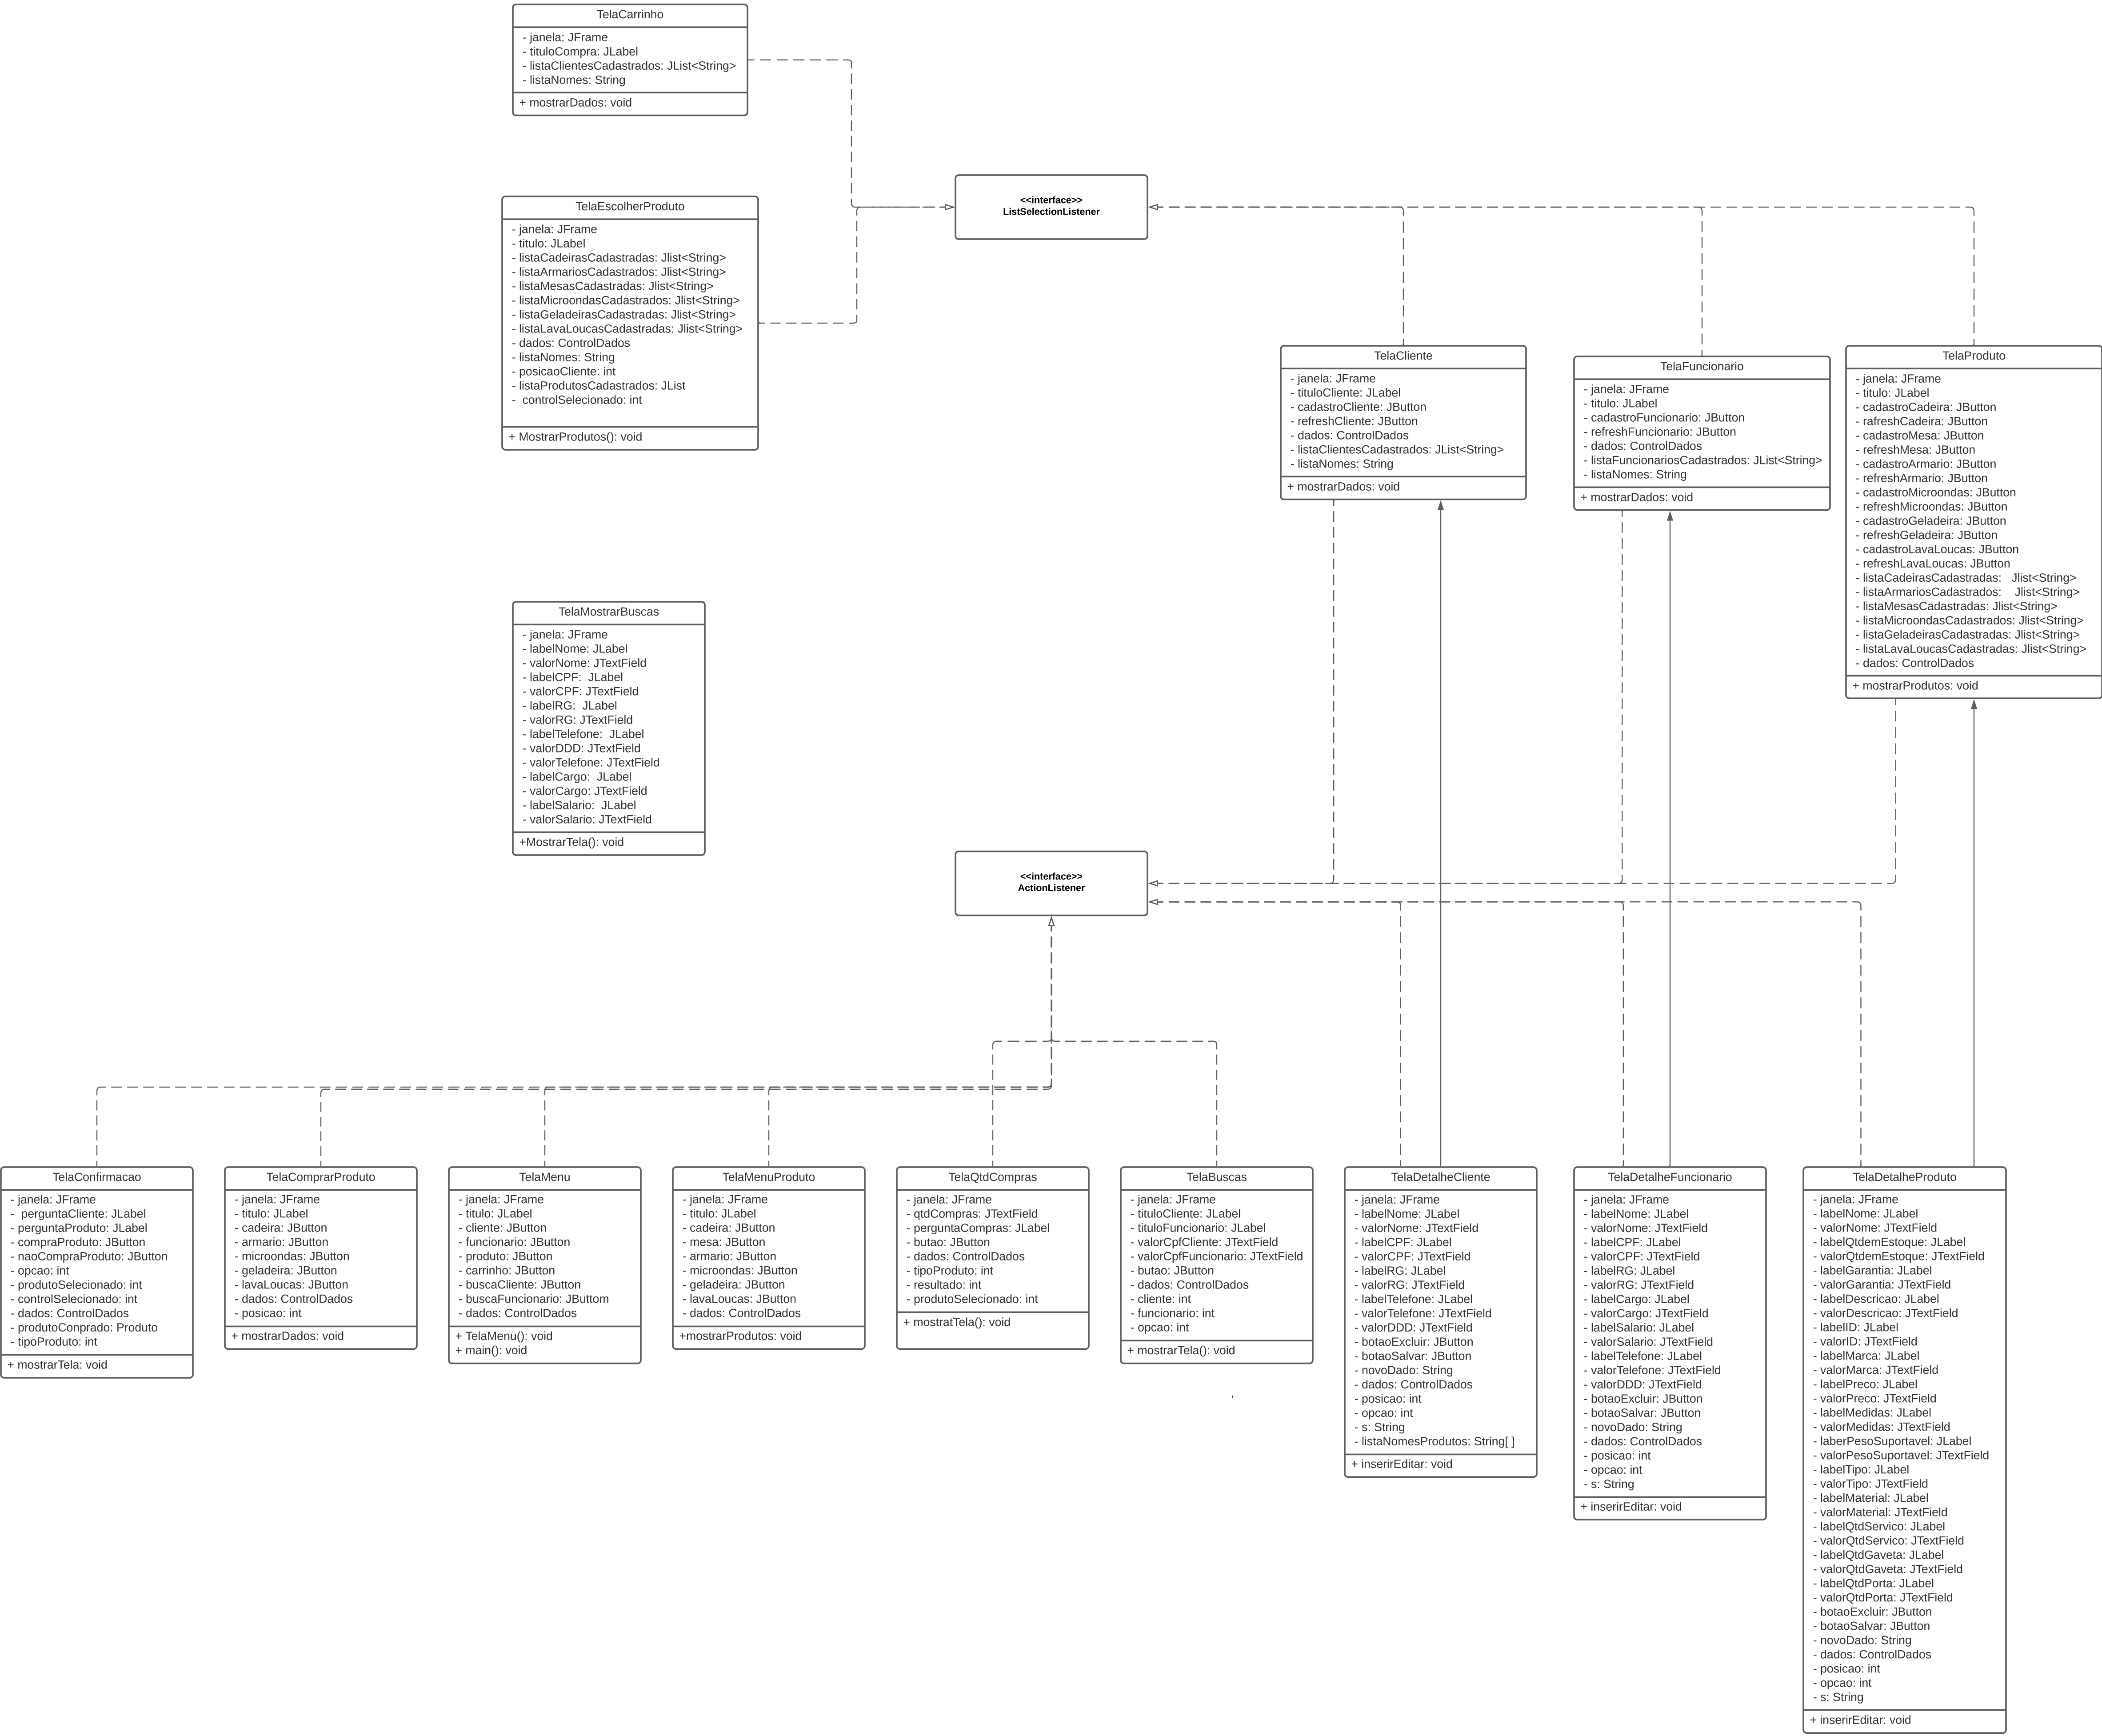 TelaCarrinho
- janela: JFrame
- tituloCompra: JLabel
- listaClientesCadastrados: JList<String>
- listaNomes: String
+ mostrarDados: void
<<interface>>
ListSelectionListener
TelaEscolherProduto
- janela: JFrame
- titulo: JLabel
- listaCadeirasCadastradas: Jlist<String>
- listaArmariosCadastrados: Jlist<String>
- listaMesasCadastradas: Jlist<String>
- listaMicroondasCadastrados: Jlist<String>
- listaGeladeirasCadastradas: Jlist<String>
- listaLavaLoucasCadastradas: Jlist<String>
- dados: ControlDados
- listaNomes: String
- posicaoCliente: int
- listaProdutosCadastrados: JList
- controlSelecionado: int
+ MostrarProdutos(): void
TelaCliente
- janela: JFrame
- tituloCliente: JLabel
- cadastroCliente: JButton
- refreshCliente: JButton
- dados: ControlDados
- listaClientesCadastrados: JList<String>
- listaNomes: String
+ mostrarDados: void
TelaFuncionario
- janela: JFrame
- titulo: JLabel
- cadastroFuncionario: JButton
- refreshFuncionario: JButton
- dados: ControlDados
- listaFuncionariosCadastrados: JList<String>
- listaNomes: String
+ mostrarDados: void
TelaProduto
- janela: JFrame
- titulo: JLabel
- cadastroCadeira: JButton
- rafreshCadeira: JButton
- cadastroMesa: JButton
- refreshMesa: JButton
- cadastroArmario: JButton
- refreshArmario: JButton
- cadastroMicroondas: JButton
- refreshMicroondas: JButton
- cadastroGeladeira: JButton
- refreshGeladeira: JButton
- cadastroLavaLoucas: JButton
- refreshLavaLoucas: JButton
- listaCadeirasCadastradas: Jlist<String>
- listaArmariosCadastrados: Jlist<String>
- listaMesasCadastradas: Jlist<String>
- listaMicroondasCadastrados: Jlist<String>
- listaGeladeirasCadastradas: Jlist<String>
- listaLavaLoucasCadastradas: Jlist<String>
- dados: ControlDados
+ mostrarProdutos: void
TelaMostrarBuscas
- janela: JFrame
- labelNome: JLabel
- valorNome: JTextField
- labelCPF: JLabel
- valorCPF: JTextField
- labelRG: JLabel
- valorRG: JTextField
- labelTelefone: JLabel
- valorDDD: JTextField
- valorTelefone: JTextField
- labelCargo: JLabel
- valorCargo: JTextField
- labelSalario: JLabel
- valorSalario: JTextField
+MostrarTela(): void
<<interface>>
ActionListener
TelaConfirmacao
- janela: JFrame
- perguntaCliente: JLabel
- perguntaProduto: JLabel
- compraProduto: JButton
- naoCompraProduto: JButton
- opcao: int
- produtoSelecionado: int
- controlSelecionado: int
- dados: ControlDados
- produtoConprado: Produto
- tipoProduto: int
+ mostrarTela: void
TelaComprarProduto
- janela: JFrame
- titulo: JLabel
- cadeira: JButton
- armario: JButton
- microondas: JButton
- geladeira: JButton
- lavaLoucas: JButton
- dados: ControlDados
- posicao: int
+ mostrarDados: void
TelaMenu
- janela: JFrame
- titulo: JLabel
- cliente: JButton
- funcionario: JButton
- produto: JButton
- carrinho: JButton
- buscaCliente: JButton
- buscaFuncionario: JButtom
- dados: ControlDados
+ TelaMenu(): void
+ main(): void
TelaMenuProduto
- janela: JFrame
- titulo: JLabel
- cadeira: JButton
- mesa: JButton
- armario: JButton
- microondas: JButton
- geladeira: JButton
- lavaLoucas: JButton
- dados: ControlDados
+mostrarProdutos: void
TelaQtdCompras
- janela: JFrame
- qtdCompras: JTextField
- perguntaCompras: JLabel
- butao: JButton
- dados: ControlDados
- tipoProduto: int
- resultado: int
- produtoSelecionado: int
+ mostratTela(): void
TelaBuscas
- janela: JFrame
- tituloCliente: JLabel
- tituloFuncionario: JLabel
- valorCpfCliente: JTextField
- valorCpfFuncionario: JTextField
- butao: JButton
- dados: ControlDados
- cliente: int
- funcionario: int
- opcao: int
+ mostrarTela(): void
'
TelaDetalheCliente
- janela: JFrame
- labelNome: JLabel
- valorNome: JTextField
- labelCPF: JLabel
- valorCPF: JTextField
- labelRG: JLabel
- valorRG: JTextField
- labelTelefone: JLabel
- valorTelefone: JTextField
- valorDDD: JTextField
- botaoExcluir: JButton
- botaoSalvar: JButton
- novoDado: String
- dados: ControlDados
- posicao: int
- opcao: int
- s: String
- listaNomesProdutos: String[ ]
+ inserirEditar: void
TelaDetalheFuncionario
- janela: JFrame
- labelNome: JLabel
- valorNome: JTextField
- labelCPF: JLabel
- valorCPF: JTextField
- labelRG: JLabel
- valorRG: JTextField
- labelCargo: JLabel
- valorCargo: JTextField
- labelSalario: JLabel
- valorSalario: JTextField
- labelTelefone: JLabel
- valorTelefone: JTextField
- valorDDD: JTextField
- botaoExcluir: JButton
- botaoSalvar: JButton
- novoDado: String
- dados: ControlDados
- posicao: int
- opcao: int
- s: String
+ inserirEditar: void
TelaDetalheProduto
- janela: JFrame
- labelNome: JLabel
- valorNome: JTextField
- labelQtdemEstoque: JLabel
- valorQtdemEstoque: JTextField
- labelGarantia: JLabel
- valorGarantia: JTextField
- labelDescricao: JLabel
- valorDescricao: JTextField
- labelID: JLabel
- valorID: JTextField
- labelMarca: JLabel
- valorMarca: JTextField
- labelPreco: JLabel
- valorPreco: JTextField
- labelMedidas: JLabel
- valorMedidas: JTextField
- laberPesoSuportavel: JLabel
- valorPesoSuportavel: JTextField
- labelTipo: JLabel
- valorTipo: JTextField
- labelMaterial: JLabel
- valorMaterial: JTextField
- labelQtdServico: JLabel
- valorQtdServico: JTextField
- labelQtdGaveta: JLabel
- valorQtdGaveta: JTextField
- labelQtdPorta: JLabel
- valorQtdPorta: JTextField
- botaoExcluir: JButton
- botaoSalvar: JButton
- novoDado: String
- dados: ControlDados
- posicao: int
- opcao: int
- s: String
+ inserirEditar: void